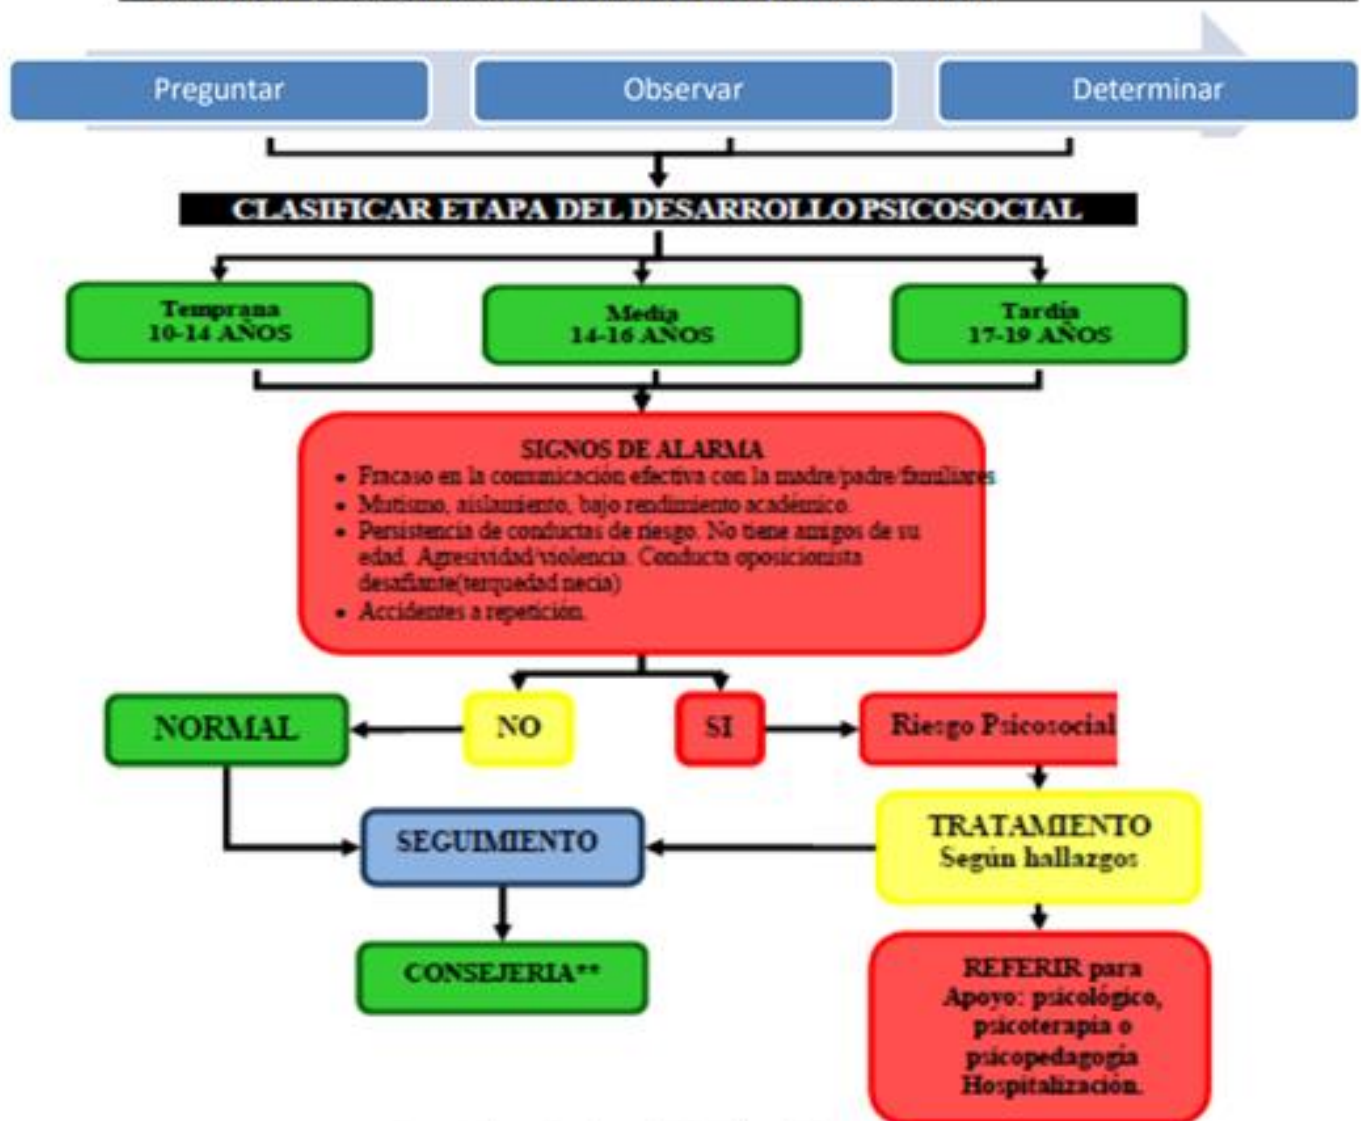 Preguntar
Observar
Determinar
CLASIFICAR ETAPA DEL DESARROLLO PSICOSOCIAL
Temprana
10-14 AÑOS
Media
14-16 AÑOS
Tardía
17-19 AÑOS
SIGNOS DE ALARMA
• Fracaso en la comunicación efectiva con la madre/padre/familiares
• Mutismo, aislamiento, bajo rendimiento académico.
• Persistencia de conductas de riesgo. No tiene amigos de su
edad. Agresividad/violencia. Conducta oposicionista
desafiante(terquedad necia)
• Accidentes a repetición.
NORMAL
NO
SI
Riesgo Psicosocial
SEGUIMIENTO
TRATAMIENTO
Según hallazgos
CONSEJERIA**
REFERIR para
Apoyo: psicológico,
psicoterapia o
psicopedagogía
Hospitalización.